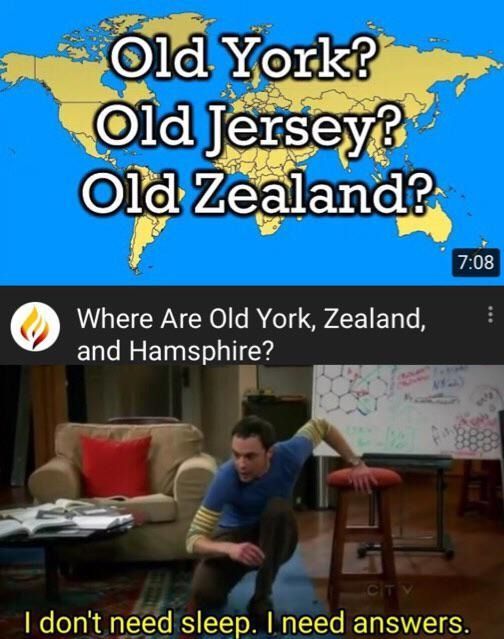 Old York?
Old Jersey?
Old Zealand?
7:08
Where Are Old York, Zealand,
and Hamsphire?
CTV
I don't need sleep. I need answers.